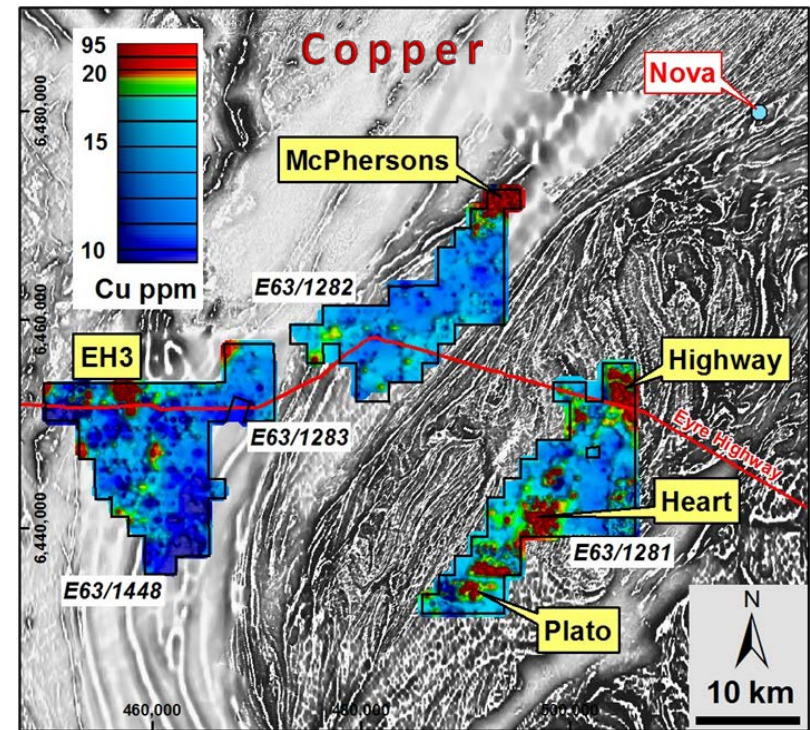 Copper
95
20
15
10
Cu ppm
Nova
McPhersons
6,480,000
E63/1282
6,460,000
EH3
Highway
E63/1283
Eyre Highway
Heart
6,440,000
E63/1281
E63/1448
Plato
N
10 km
460,000
480,000
500,000